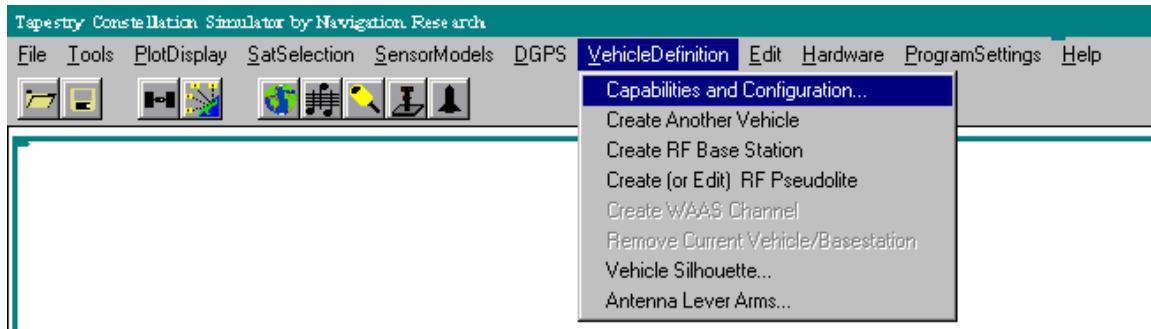 Tapestry Constellation Simulator by Navigation Research
File Tools PlotDisplay SatSelection SensorModels DGPS VehicleDefinition Edit Hardware ProgramSettings Help
Capabilities and Configuration...
Create Another Vehicle
Create RF Base Station
Create (or Edit) RF Pseudolite
Create WAAS Channel
Remove Current Vehicle/Basestation
Vehicle Silhouette...
Antenna Lever Arms...